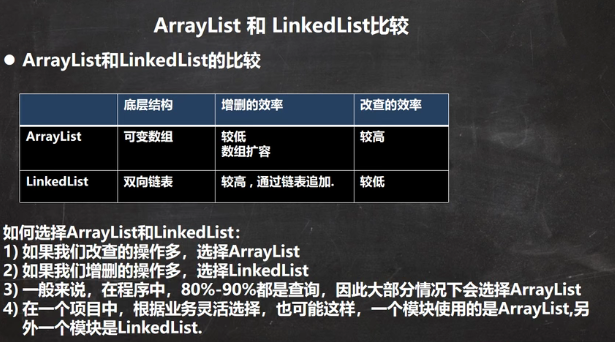 ArrayList 和 LinkedList比较
● ArrayList和LinkedList的比较
底层结构 增删的效率 改查的效率
ArrayList 可变数组 较低 较高
数组扩容
LinkedList 双向链表 较高，通过链表追加. 较低
如何选择ArrayList和LinkedList：
1) 如果我们改查的操作多，选择ArrayList
2) 如果我们增删的操作多，选择LinkedList
3) 一般来说，在程序中，80%-90%都是查询，因此大部分情况下会选择ArrayList
4) 在一个项目中，根据业务灵活选择，也可能这样，一个模块使用的是ArrayList,另
外一个模块是LinkedList.